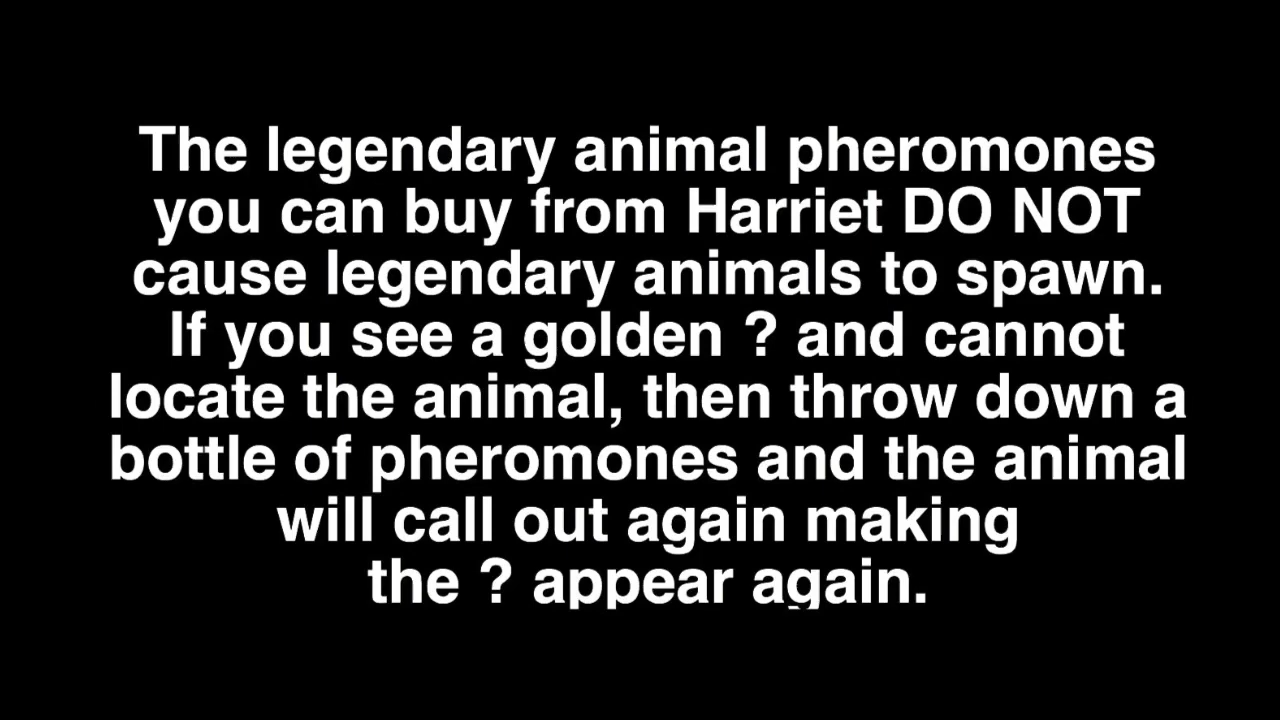 The legendary animal pheromones
you can buy from Harriet DO NOT
cause legendary animals to spawn.
If you see a golden ? and cannot
locate the animal, then throw down a
bottle of pheromones and the animal
will call out again making
the ? appear again.